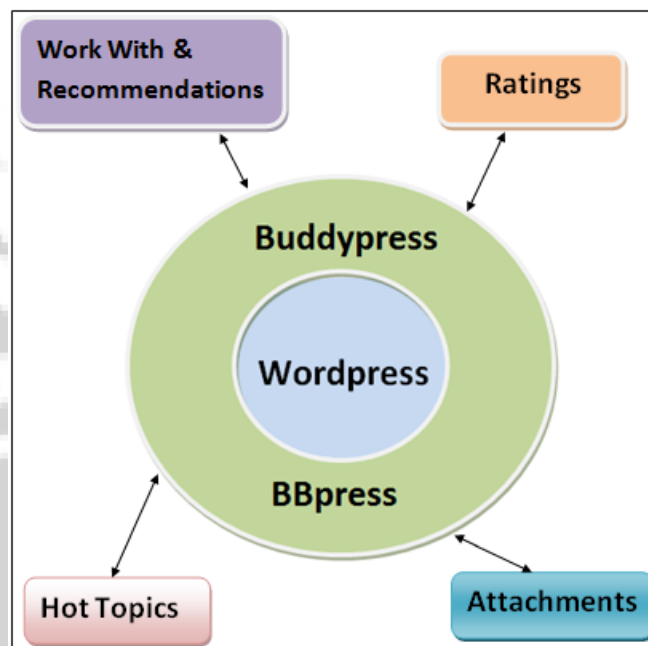 Work With &
Recommendations
Ratings
Buddypress
Wordpress
BBpress
Hot Topics
Attachments